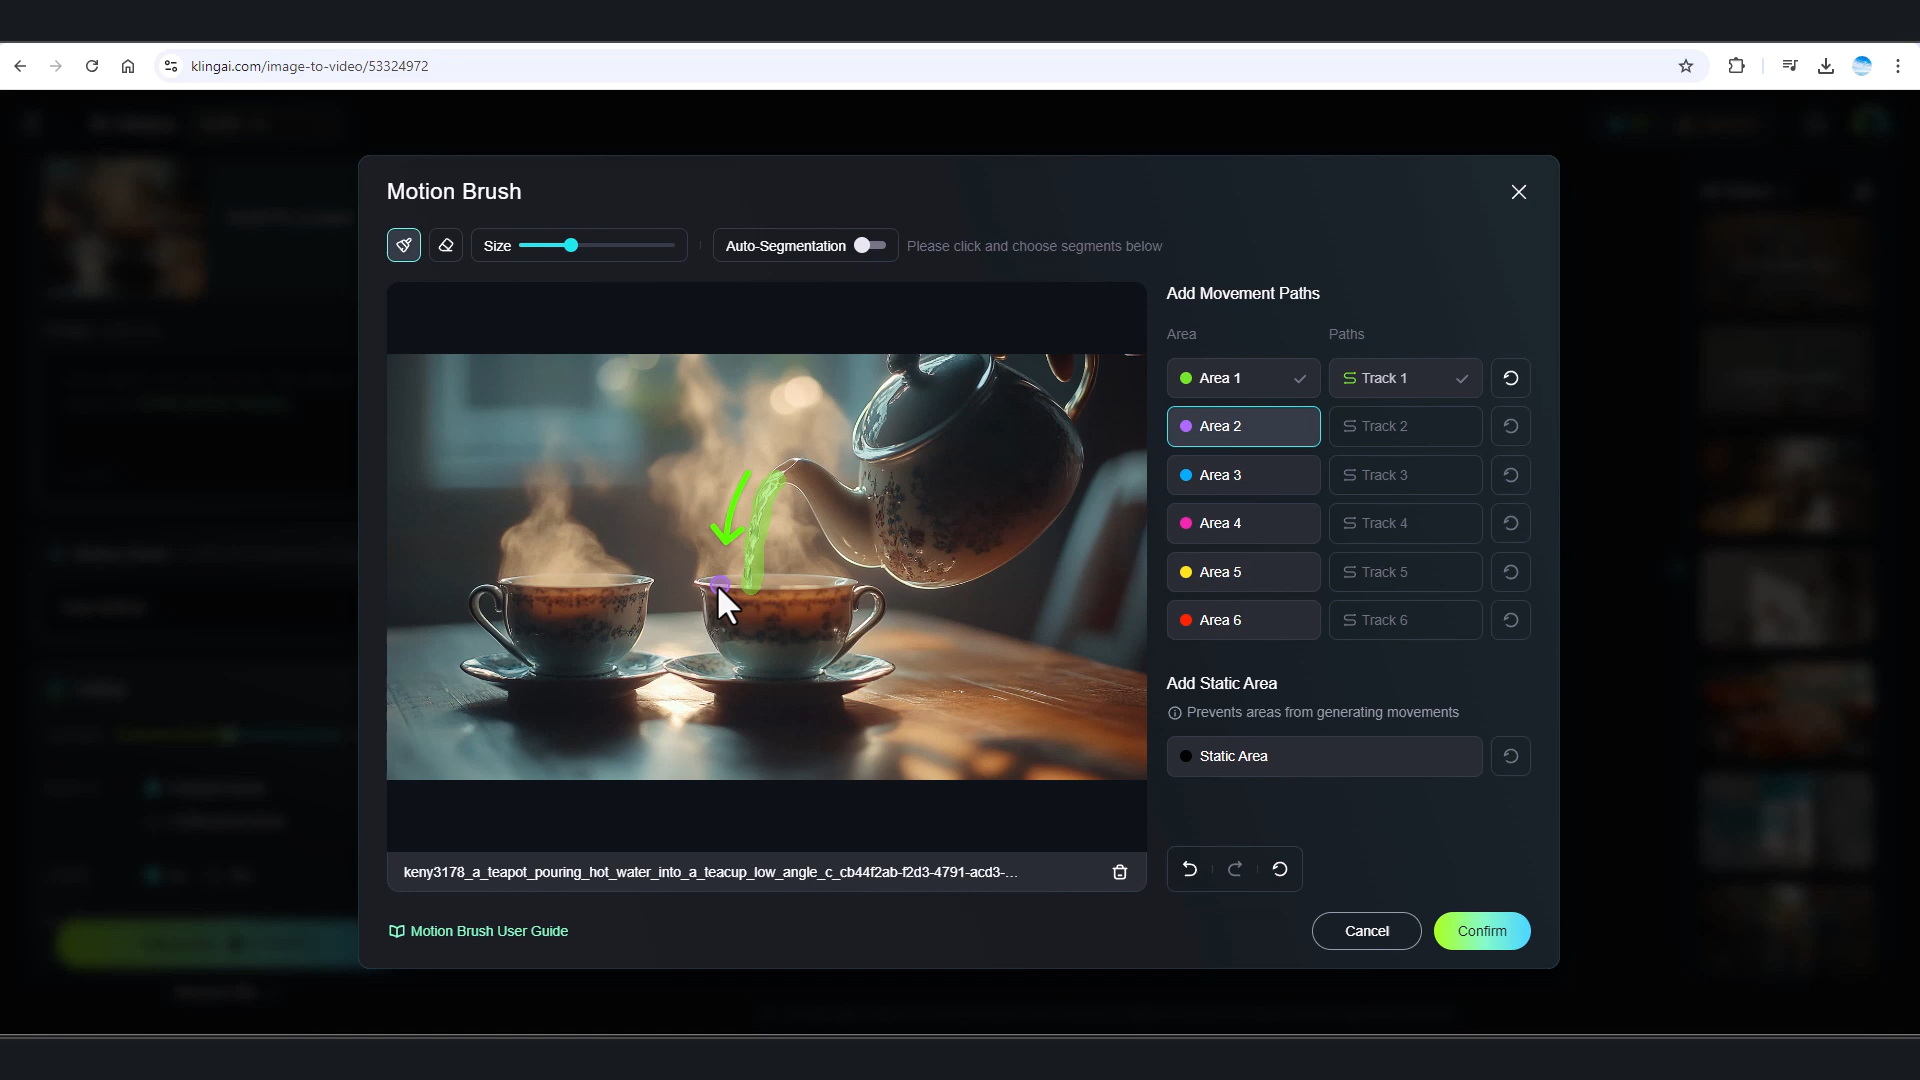 klingai.com/image-to-video/53324972
Motion Brush
Size
Auto-Segmentation
Please click and choose segments below
Add Movement Paths
Area
Paths
Area 1
Track 1
Area 2
Track 2
Area 3
Track 3
Area 4
Track 4
Area 5
Track 5
Area 6
Track 6
Add Static Area
Prevents areas from generating movements
Static Area
keny3178_a_teapot_pouring_hot_water_into_a_teacup_low_angle_c_cb44f2ab-f2d3-4791-acd3-...
Motion Brush User Guide
Cancel
Confirm